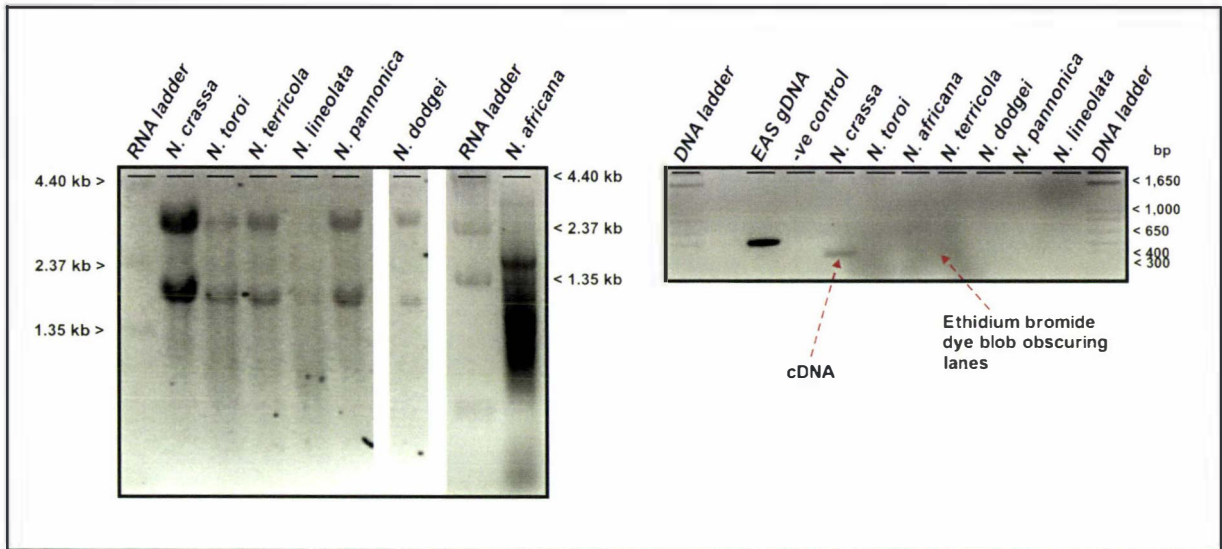 RNA ladder
N. crassa
N. toroi
N. terricola
N. lineolata
N. pannonica
N. dodgei
RNA ladder
N. africana
4.40 kb >
2.37 kb >
1.35 kb >
< 4.40 kb
< 2.37 kb
< 1.35 kb
DNA ladder
EAS gDNA
-ve control
N. crassa
N. toroi
N. africana
N. terricola
N. dodgei
N. pannonica
N. lineolata
DNA ladder
bp
< 1,650
< 1,000
< 650
< 400
< 300
cDNA
Ethidium bromide
dye blob obscuring
lanes